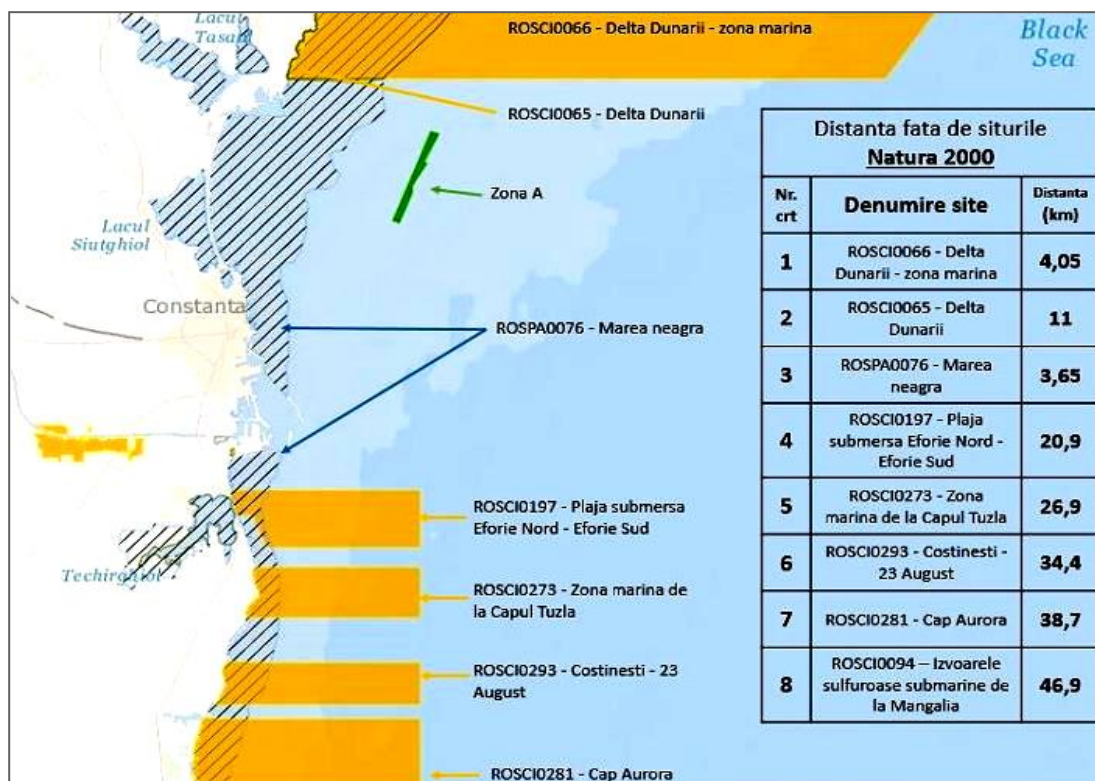 Lacul
Tasaul
ROSCI0066 - Delta Dunarii - zona marina
Black
Sea
ROSCI0065 - Delta Dunarii
Zona A
Lacul
Siutghiol
Constanta
ROSPA0076 - Marea neagra
ROSCI0197 - Plaja submersa
Eforie Nord - Eforie Sud
Techirghiol
ROSCI0273 - Zona marina de
la Capul Tuzla
ROSCI0293 - Costinesti - 23
August
ROSCI0281 - Cap Aurora
Distanta fata de siturile
Natura 2000
Nr.
crt
Denumire site
Distanta
(km)
1
ROSCI0066 - Delta
Dunarii - zona marina
4,05
2
ROSCI0065 - Delta
Dunarii
11
3
ROSPA0076 - Marea
neagra
3,65
4
ROSCI0197 - Plaja
submersa Eforie Nord -
Eforie Sud
20,9
5
ROSCI0273 - Zona
marina de la Capul Tuzla
26,9
6
ROSCI0293 - Costinesti -
23 August
34,4
7
ROSCI0281 - Cap Aurora
38,7
8
ROSCI0094 – Izvoarele
sulfuroase submarine de
la Mangalia
46,9